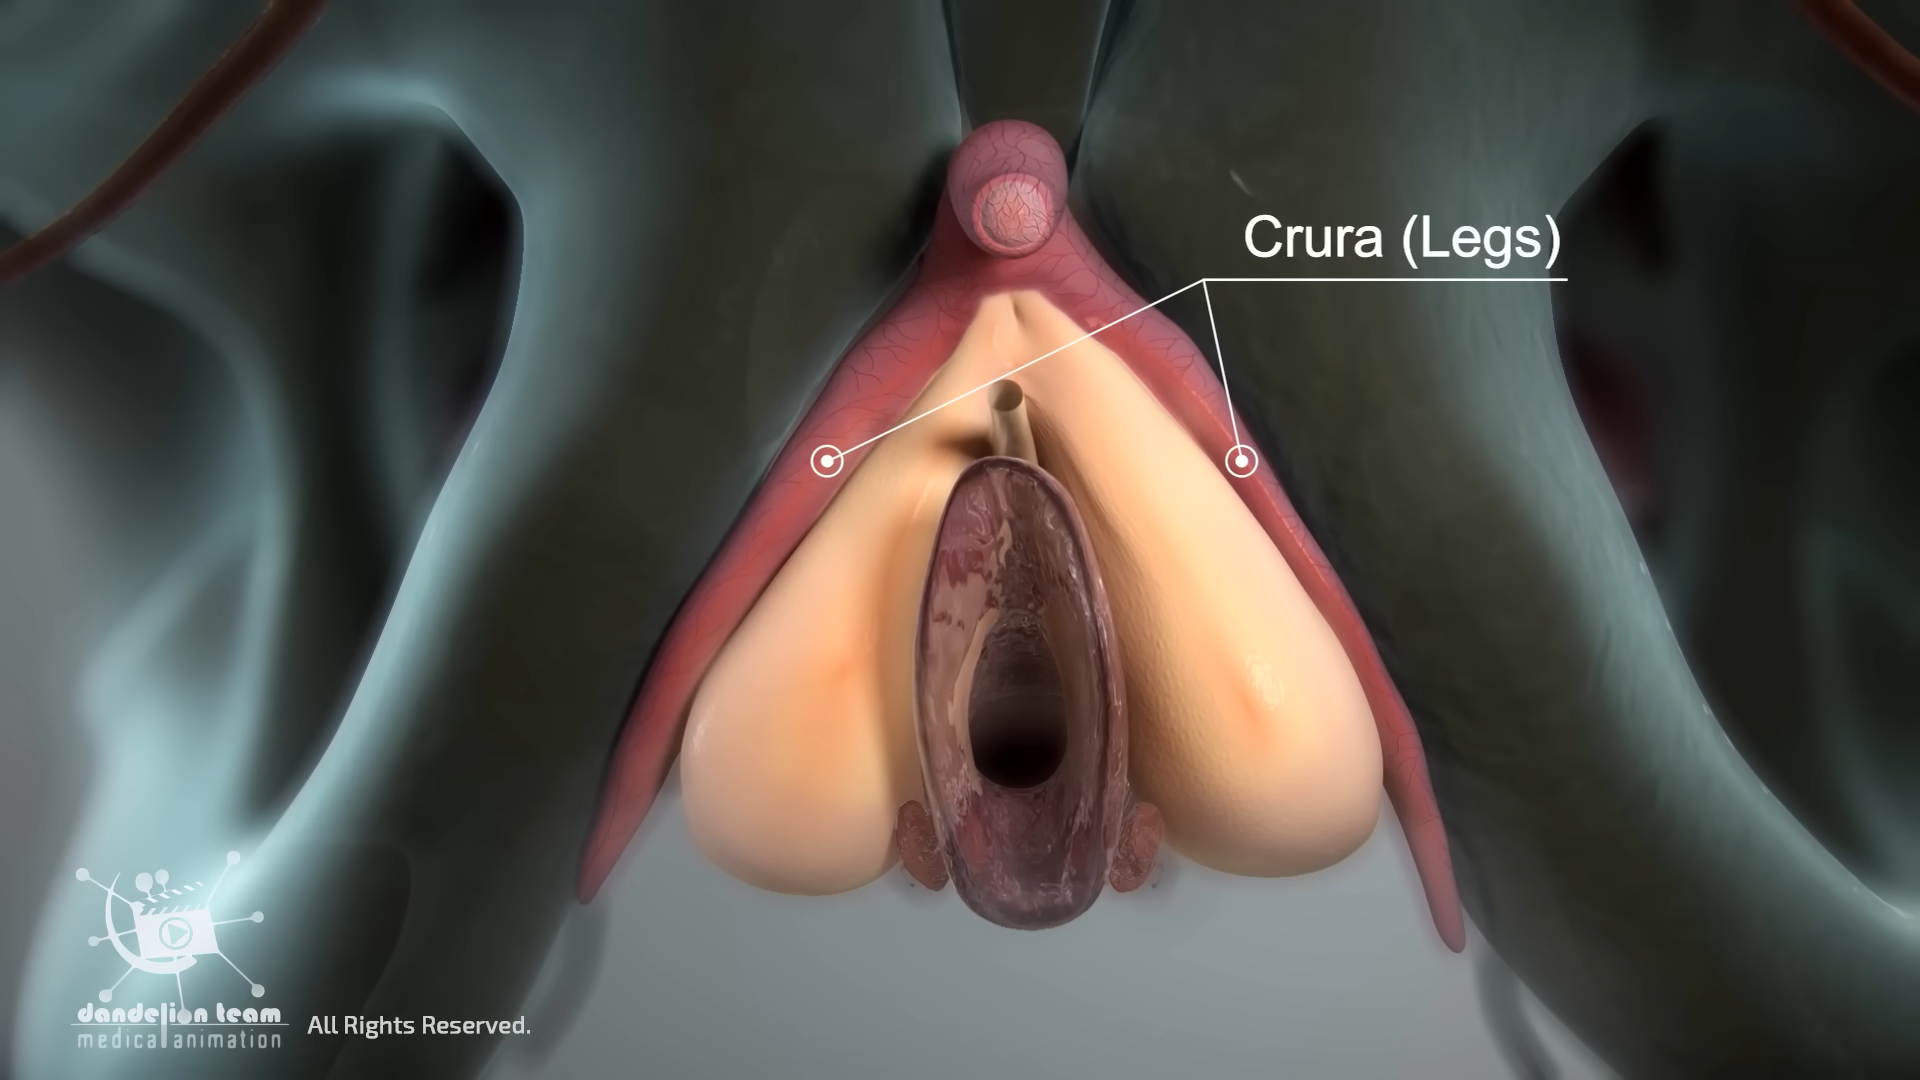 Crura (Legs)
dandelion team
medical animation
All Rights Reserved.